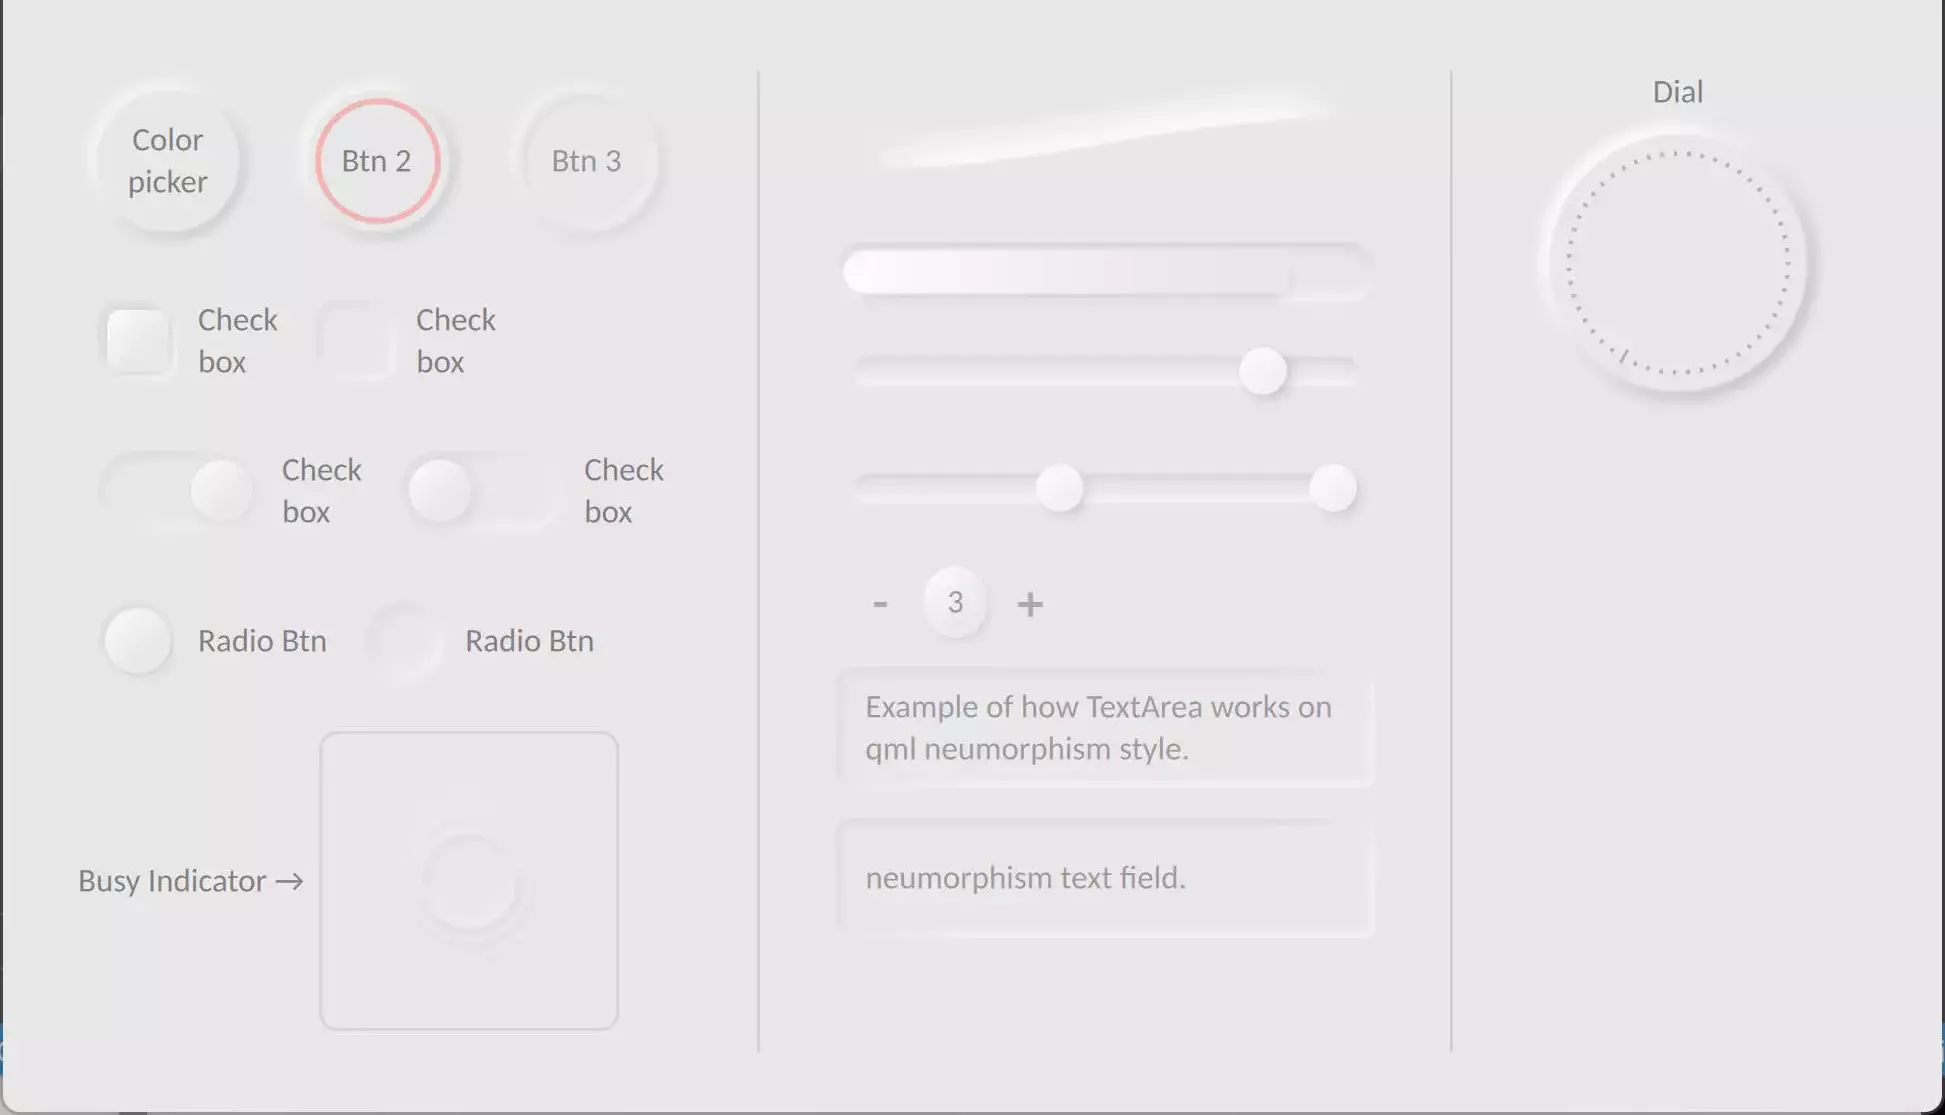 Color
picker
Btn 2
Btn 3
Check
box
Check
box
Check
box
Check
box
Radio Btn
Radio Btn
Busy Indicator →
- 3 +
Example of how TextArea works on
qml neumorphism style.
neumorphism text field.
Dial